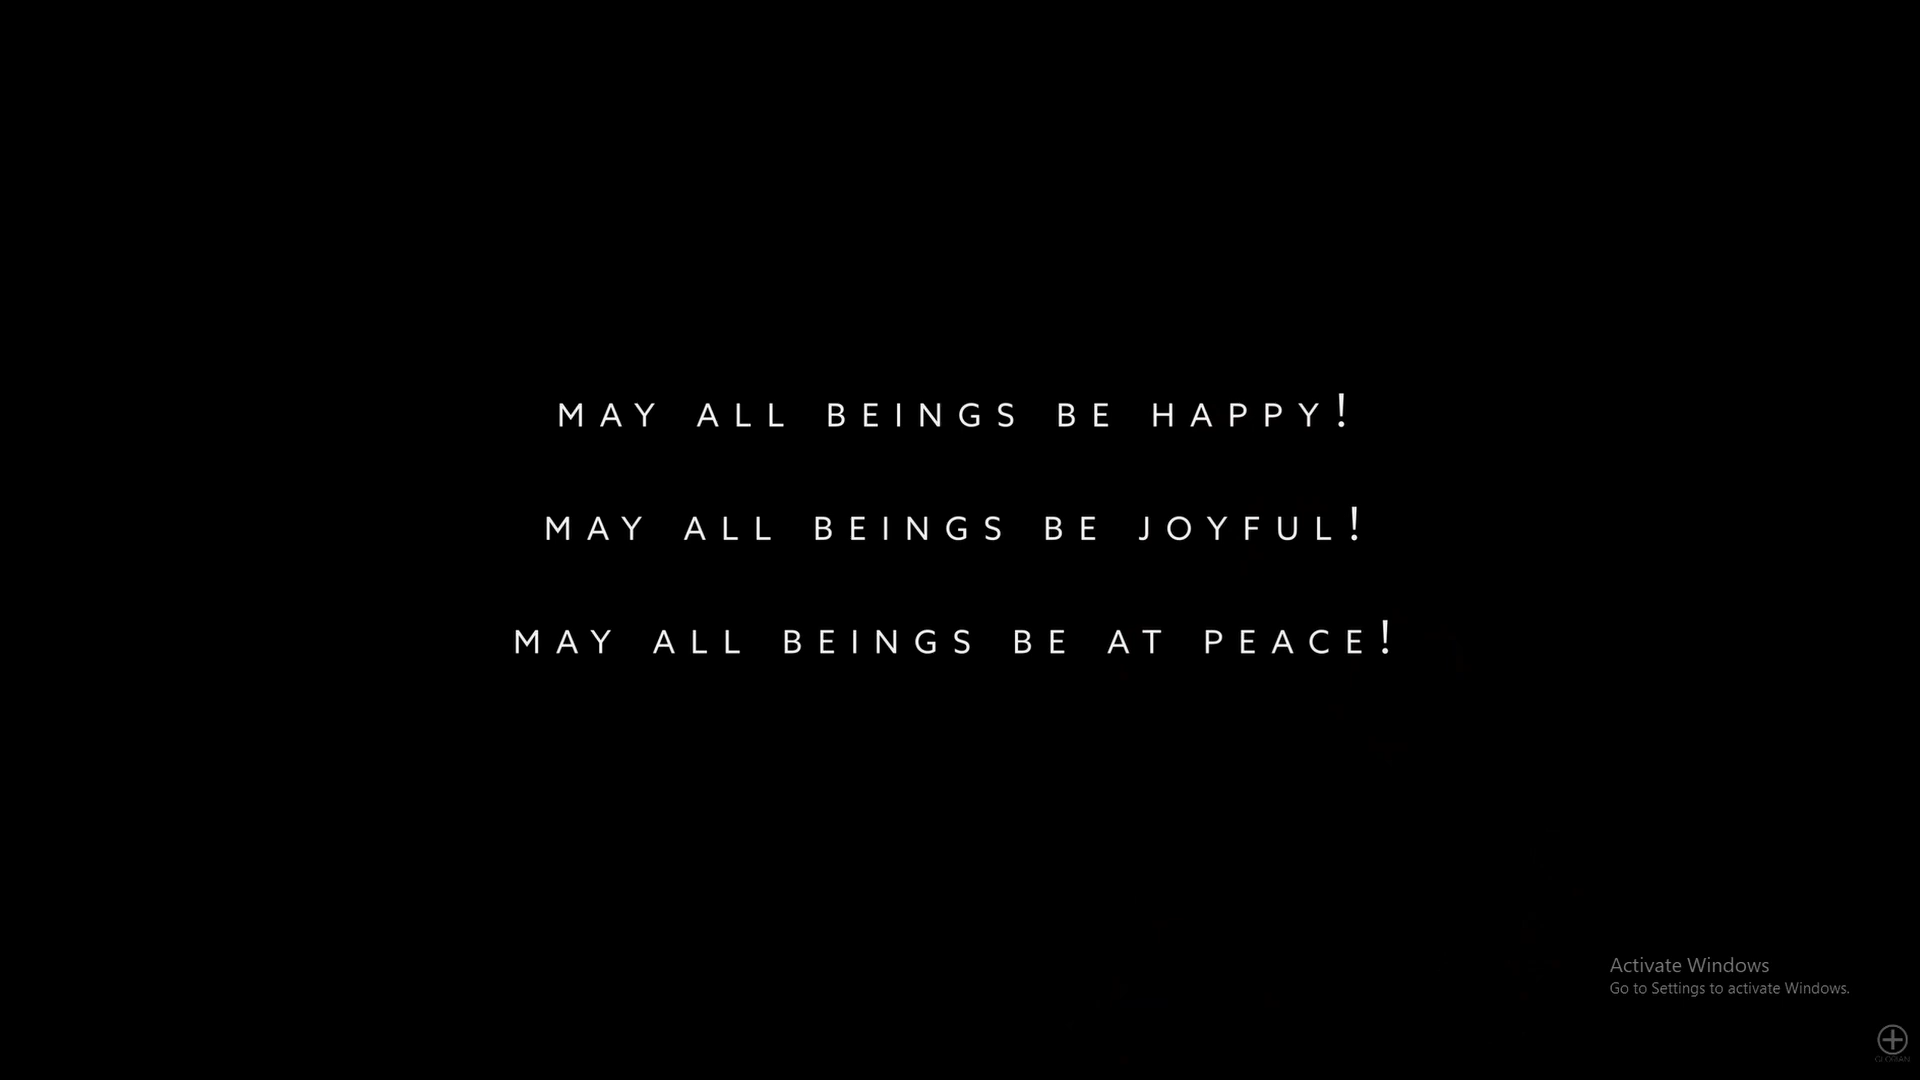 MAY ALL BEINGS BE HAPPY!
MAY ALL BEINGS BE JOYFUL!
MAY ALL BEINGS BE AT PEACE!
Activate Windows
Go to Settings to activate Windows.
GLORIAN